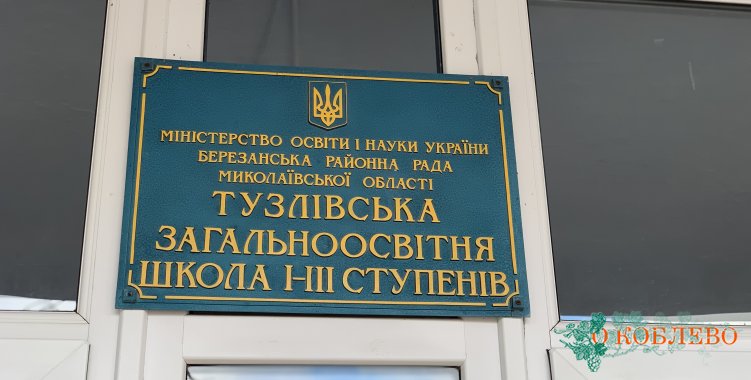 МІНІСТЕРСТВО ОСВІТИ І НАУКИ УКРАЇНИ
БЕРЕЗАНСЬКА РАЙОННА РАДА
МИКОЛАЇВСЬКОЇ ОБЛАСТІ
ТУЗЛІВСЬКА
ЗАГАЛЬНООСВІТНЯ
ШКОЛА І-ІІІ СТУПЕНІВ
О КОБЛЕВО